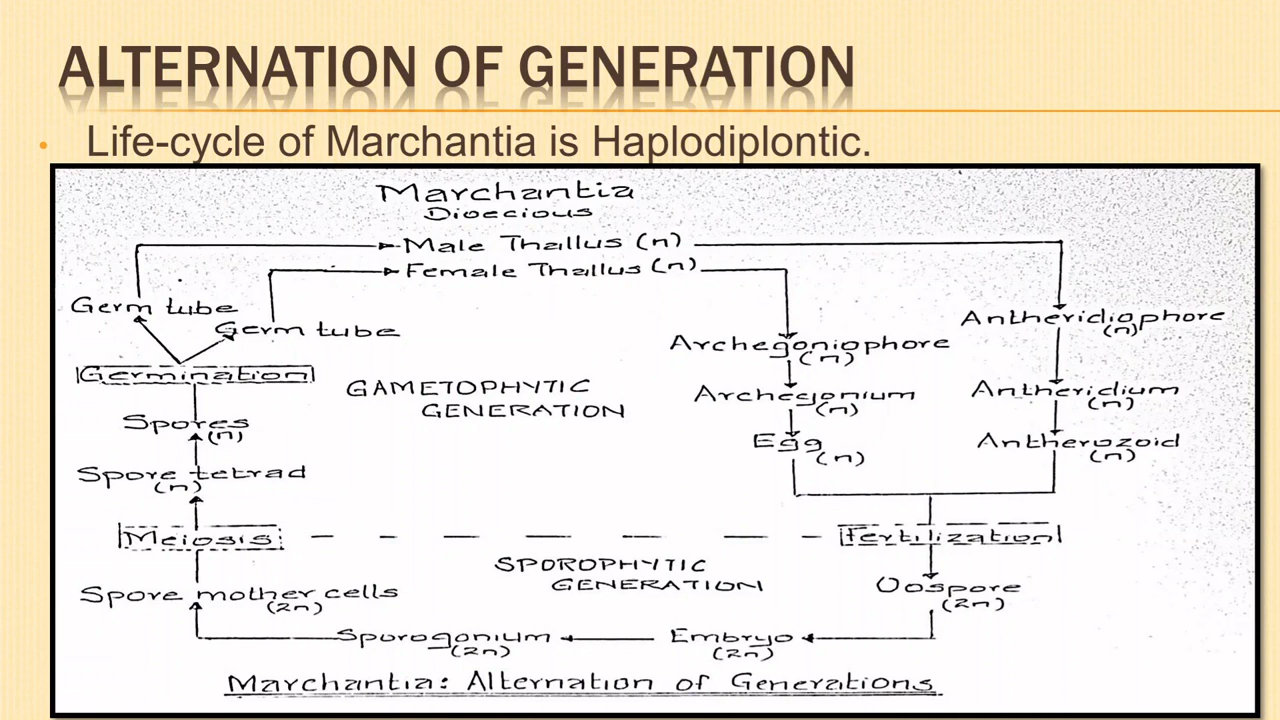 ALTERNATION OF GENERATION
• Life-cycle of Marchantia is Haplodiplontic.
Marchantia
Dioecious
Male Thallus (n)
Female Thallus (n)
Germ tube
Germ tube
Germination
Spores
(n)
Spore tetrad
(n)
Meiosis
Spore mother cells
(2n)
GAMETOPHYTIC
GENERATION
Archegoniophore
(n)
Archegonium
(n)
Egg
(n)
Antheridiophore
(n)
Antheridium
(n)
Antherozoid
(n)
Fertilization
SPOROPHYTIC
GENERATION
Oospore
(2n)
Sporogonium
(2n)
Embryo
(2n)
Marchantia: Alternation of Generations